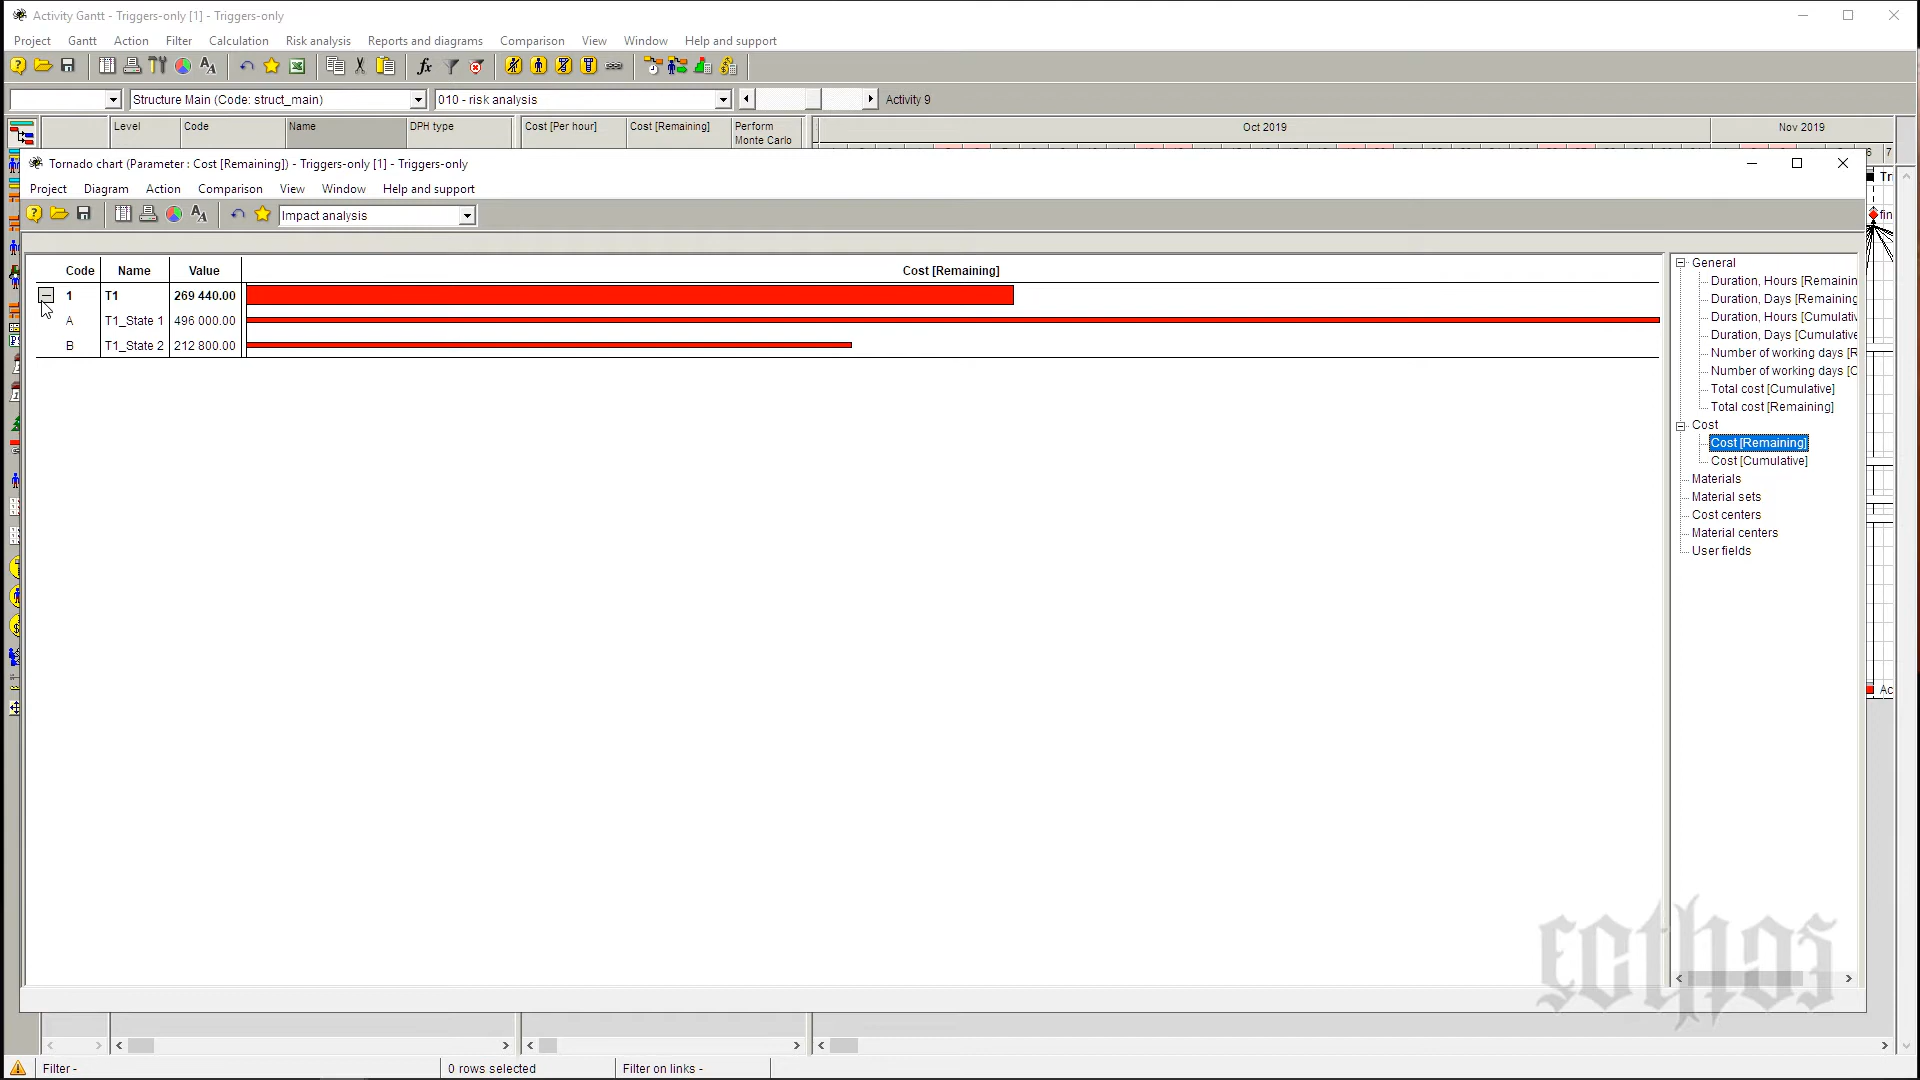 Activity Gantt - Triggers-only [1] - Triggers-only
Project Gantt Action Filter Calculation Risk analysis Reports and diagrams Comparison View Window Help and support
Structure Main (Code: struct_main) 010 - risk analysis Activity 9
Level Code Name DPH type Cost [Per hour] Cost [Remaining] Perform Monte Carlo Oct 2019 Nov 2019
Tornado chart (Parameter : Cost [Remaining]) - Triggers-only [1] - Triggers-only
Project Diagram Action Comparison View Window Help and support
Impact analysis
Code Name Value Cost [Remaining]
1 T1 269 440.00
A T1_State 1 496 000.00
B T1_State 2 212 800.00
General
Duration, Hours [Remainin
Duration, Days [Remaining
Duration, Hours [Cumulativ
Duration, Days [Cumulative
Number of working days [R
Number of working days [C
Total cost [Cumulative]
Total cost [Remaining]
Cost
Cost [Remaining]
Cost [Cumulative]
Materials
Material sets
Cost centers
Material centers
User fields
6 7
Tri
fin
Ac
Filter - 0 rows selected Filter on links -